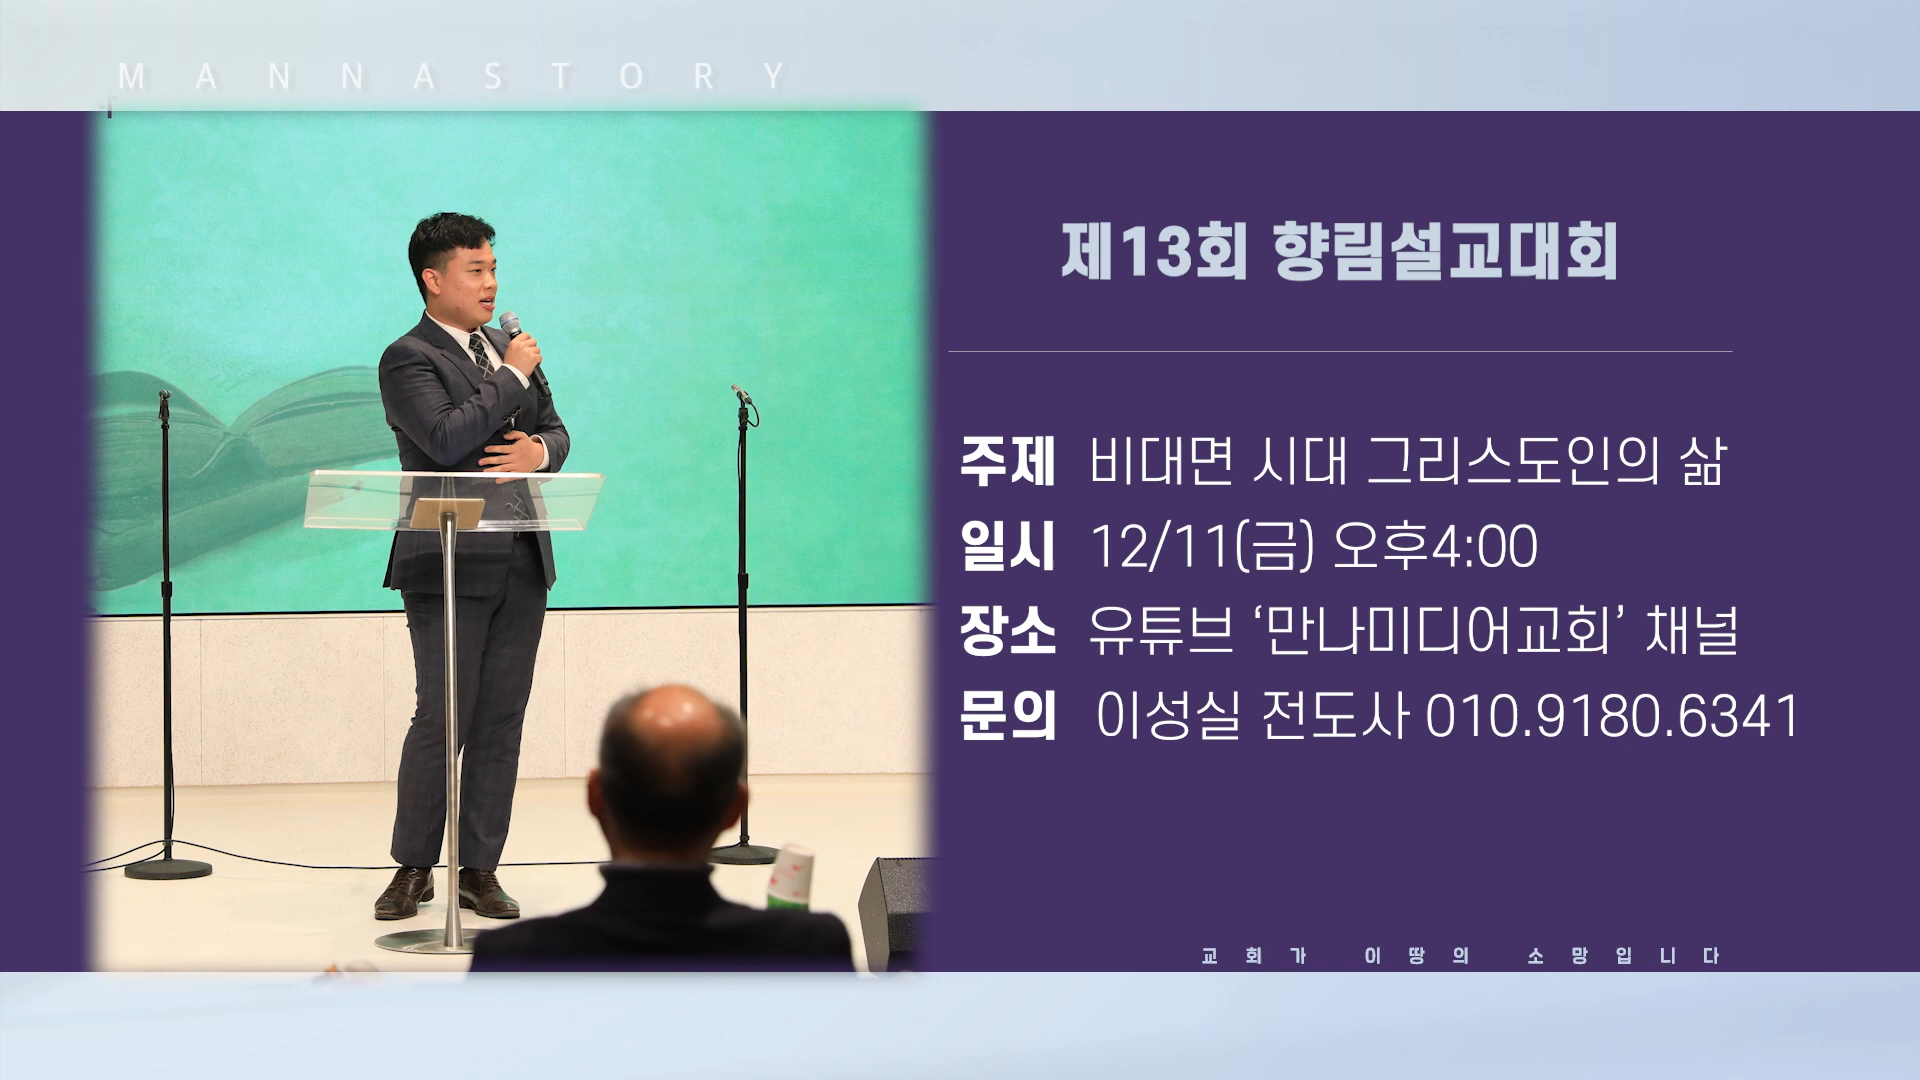 MANNASTORY
제13회 향림설교대회
주제 비대면 시대 그리스도인의 삶
일시 12/11(금) 오후4:00
장소 유튜브 ‘만나미디어교회’ 채널
문의 이성실 전도사 010.9180.6341
교회가 이땅의 소망입니다